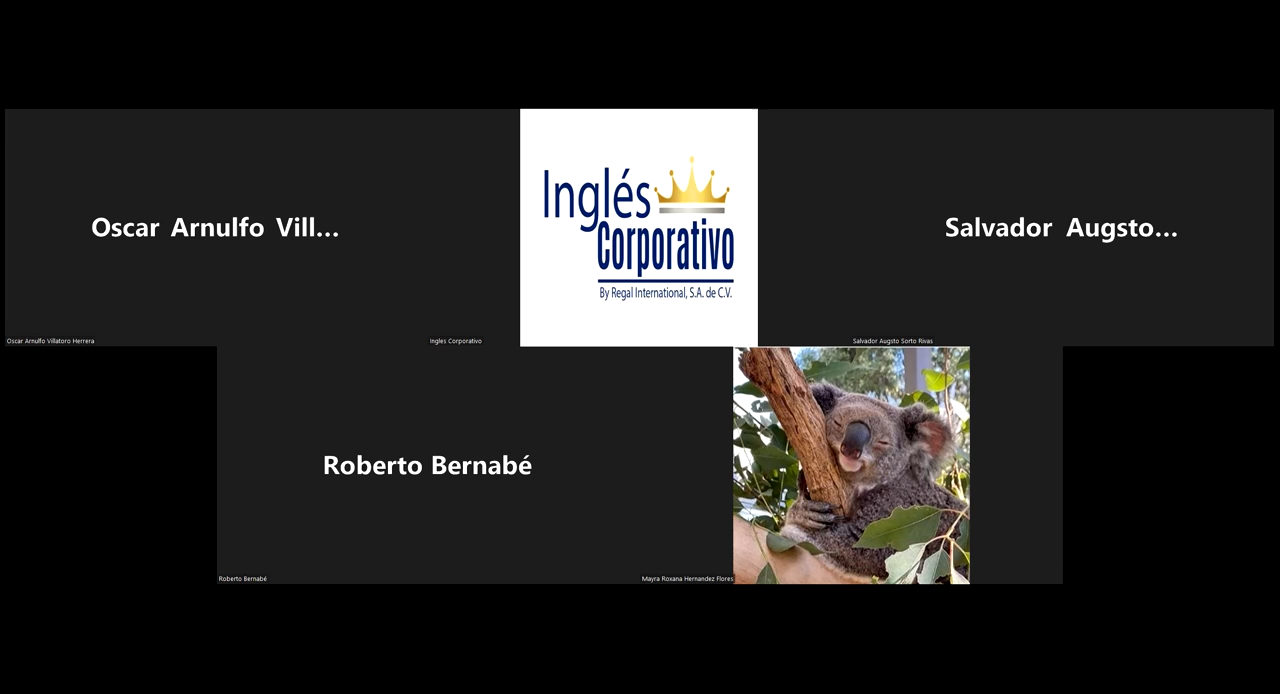 Oscar Arnulfo Vill...
Inglés
Corporativo
By Regal International, S.A. de C.V.
Salvador Augsto...
Oscar Arnulfo Villatoro Herrera
Ingles Corporativo
Salvador Augsto Sorto Rivas
Roberto Bernabé
Roberto Bernabé
Mayra Roxana Hernandez Flores